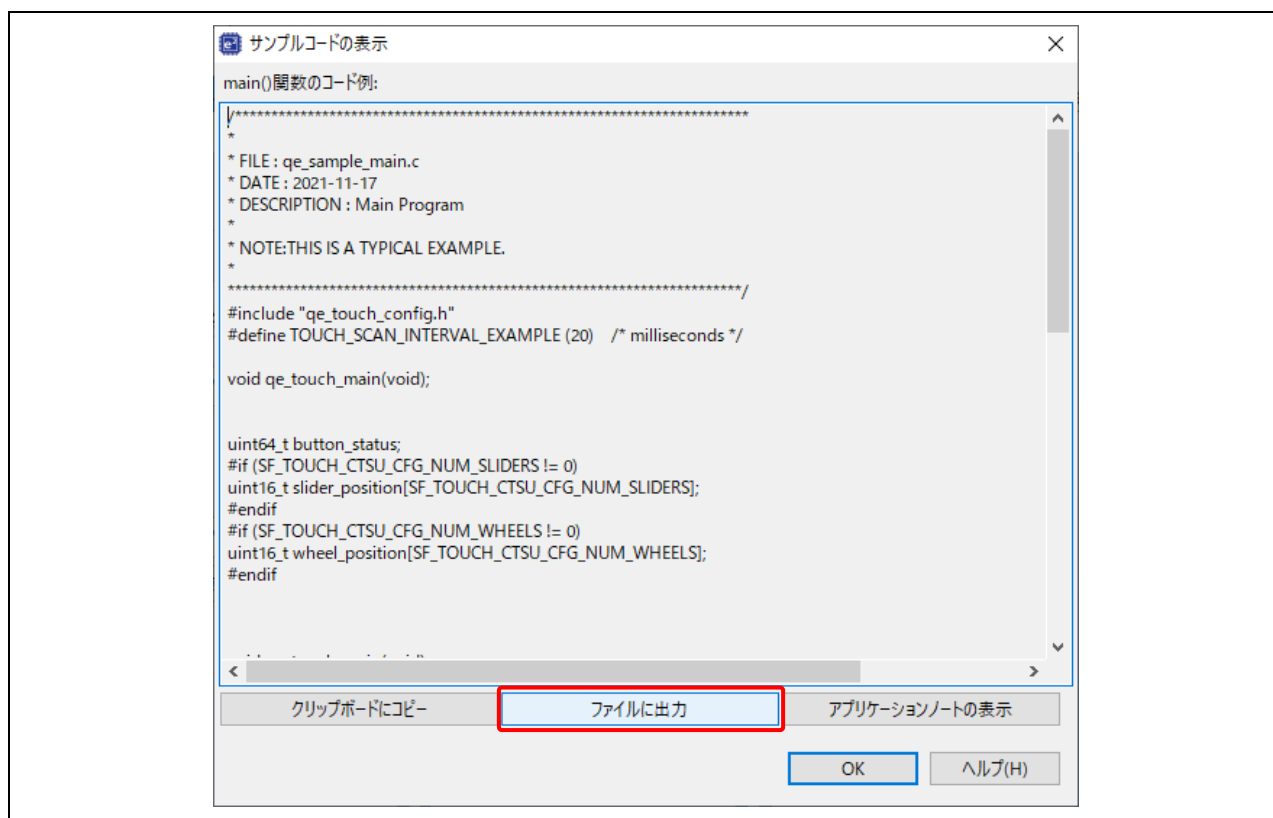 サンプルコードの表示
main()関数のコード例:
/************************************************************************
*
* FILE : qe_sample_main.c
* DATE : 2021-11-17
* DESCRIPTION : Main Program
*
* NOTE:THIS IS A TYPICAL EXAMPLE.
*
************************************************************************/
#include "qe_touch_config.h"
#define TOUCH_SCAN_INTERVAL_EXAMPLE (20)    /* milliseconds */
void qe_touch_main(void);
uint64_t button_status;
#if (SF_TOUCH_CTSU_CFG_NUM_SLIDERS != 0)
uint16_t slider_position[SF_TOUCH_CTSU_CFG_NUM_SLIDERS];
#endif
#if (SF_TOUCH_CTSU_CFG_NUM_WHEELS != 0)
uint16_t wheel_position[SF_TOUCH_CTSU_CFG_NUM_WHEELS];
#endif
クリップボードにコピー
ファイルに出力
アプリケーションノートの表示
OK
ヘルプ(H)